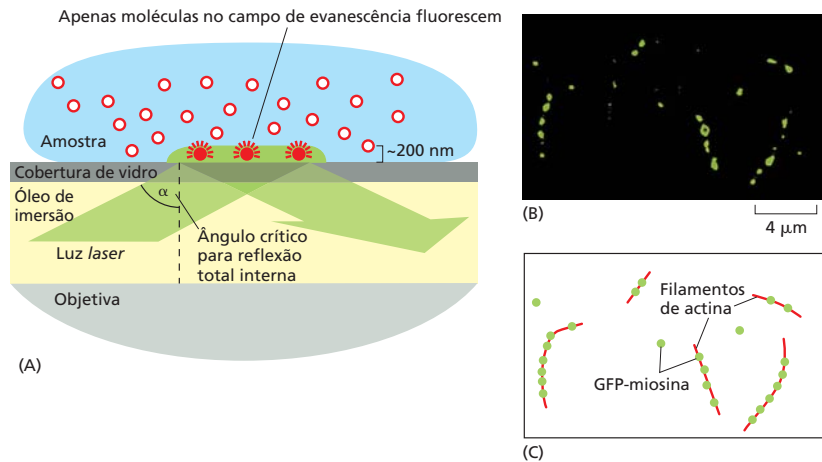 Apenas moléculas no campo de evanescência fluorescem
Amostra
~200 nm
Cobertura de vidro
Óleo de
imersão
α
Luz laser
Ângulo crítico
para reflexão
total interna
Objetiva
(A)
(B)
4 μm
Filamentos
de actina
GFP-miosina
(C)